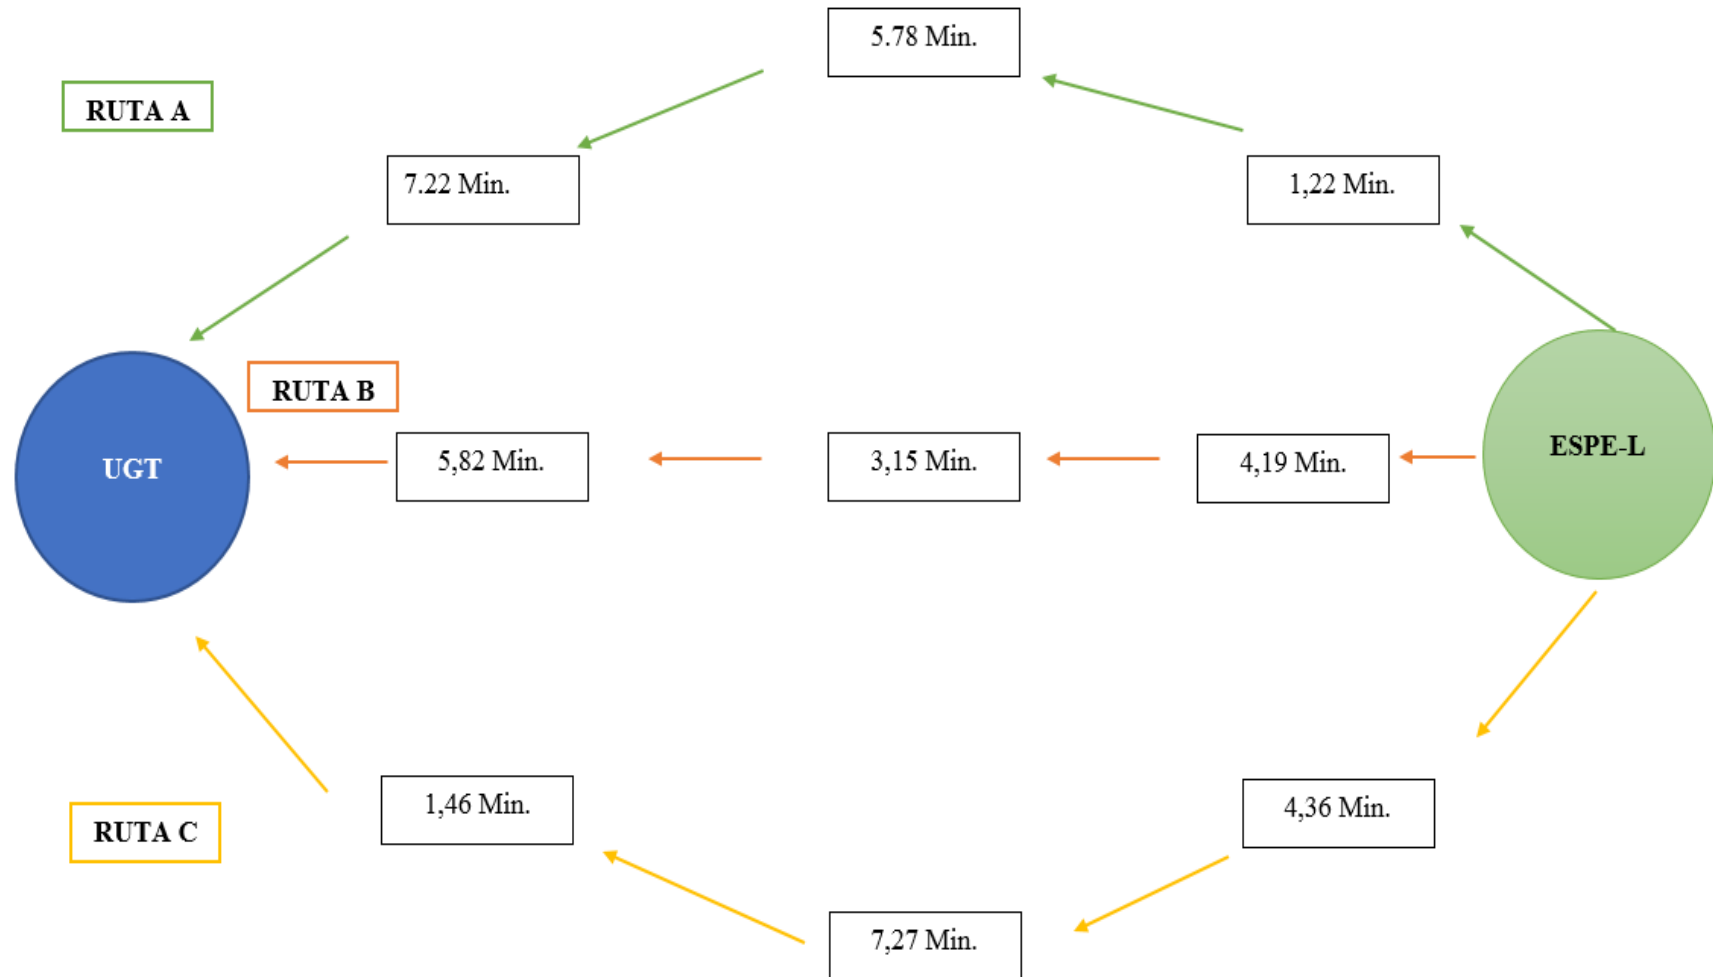 5.78 Min.
RUTA A
7.22 Min.
1,22 Min.
RUTA B
5,82 Min.
3,15 Min.
4,19 Min.
ESPE-L
UGT
1,46 Min.
4,36 Min.
RUTA C
7,27 Min.